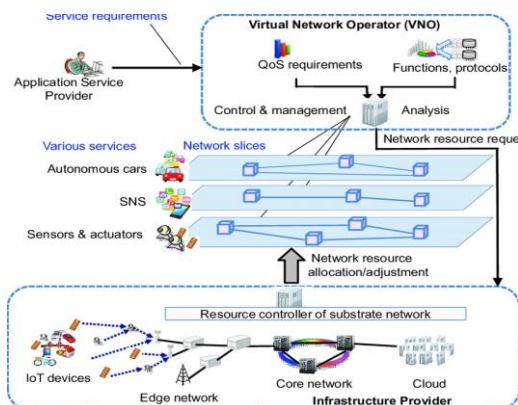 Service requirements
Virtual Network Operator (VNO)
QoS requirements
Functions, protocols
Application Service
Provider
Control & management
Analysis
Network resource reque
Various services
Network slices
Autonomous cars
SNS
Sensors & actuators
Network resource
allocation/adjustment
Resource controller of substrate network
IoT devices
Edge network
Core network
Cloud
Infrastructure Provider